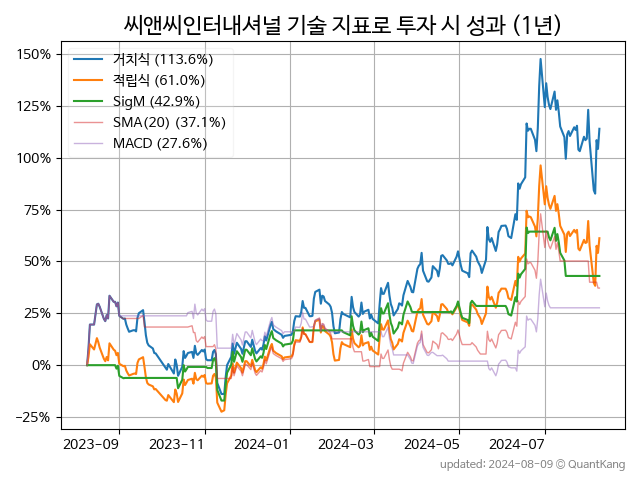 씨앤씨인터내셔널 기술 지표로 투자 시 성과 (1년)
150%
125%
100%
75%
50%
25%
0%
−25%
거치식 (113.6%)
적립식 (61.0%)
SigM (42.9%)
SMA(20) (37.1%)
MACD (27.6%)
2023-09
2023-11
2024-01
2024-03
2024-05
2024-07
updated: 2024-08-09 © QuantKang